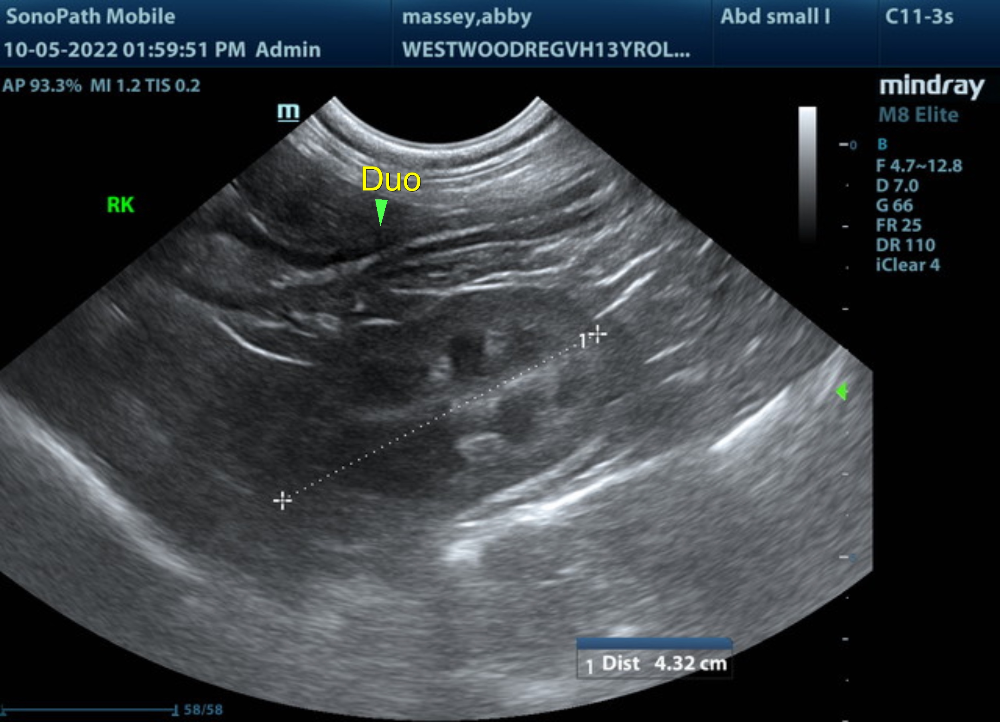 SonoPath Mobile
massey,abby
Abd small I
C11-3s
10-05-2022 01:59:51 PM Admin
WESTWOODREGVH13YROL...
AP 93.3% MI 1.2 TIS 0.2
m
mindray
M8 Elite
0
B
F 4.7~12.8
D 7.0
G 66
FR 25
DR 110
iClear 4
Duo
RK
1
5
1 Dist 4.32 cm
58/58